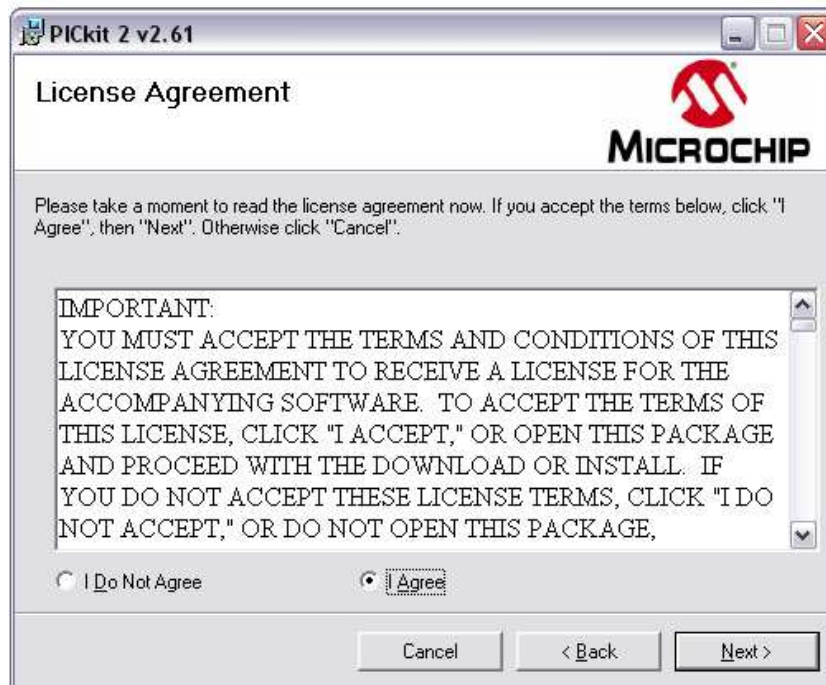 PICkit 2 v2.61
License Agreement
MICROCHIP
Please take a moment to read the license agreement now. If you accept the terms below, click "I
Agree", then "Next". Otherwise click "Cancel".
IMPORTANT:
YOU MUST ACCEPT THE TERMS AND CONDITIONS OF THIS
LICENSE AGREEMENT TO RECEIVE A LICENSE FOR THE
ACCOMPANYING SOFTWARE.  TO ACCEPT THE TERMS OF
THIS LICENSE, CLICK "I ACCEPT," OR OPEN THIS PACKAGE
AND PROCEED WITH THE DOWNLOAD OR INSTALL.  IF
YOU DO NOT ACCEPT THESE LICENSE TERMS, CLICK "I DO
NOT ACCEPT," OR DO NOT OPEN THIS PACKAGE,
I Do Not Agree
I Agree
Cancel
< Back
Next >